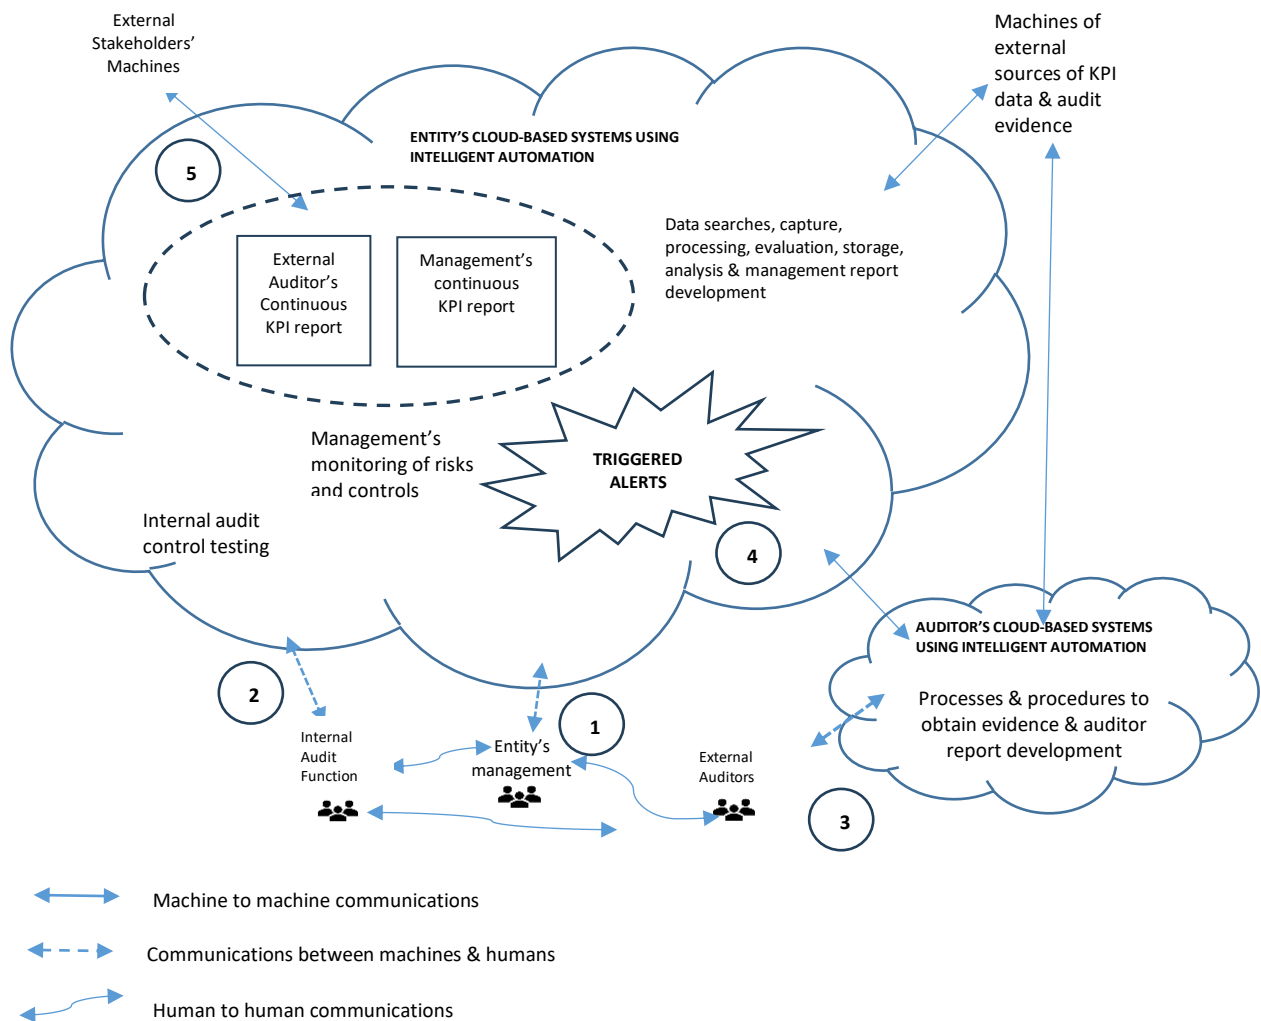 External
Stakeholders’
Machines
Machines of
external
sources of KPI
data & audit
evidence
ENTITY’S CLOUD-BASED SYSTEMS USING
INTELLIGENT AUTOMATION
5
External
Auditor’s
Continuous
KPI report
Management’s
continuous
KPI report
Data searches, capture,
processing, evaluation, storage,
analysis & management report
development
Management’s
monitoring of risks
and controls
TRIGGERED
ALERTS
Internal audit
control testing
4
AUDITOR’S CLOUD-BASED SYSTEMS
USING INTELLIGENT AUTOMATION
Processes & procedures to
obtain evidence & auditor
report development
2
1
Internal
Audit
Function
Entity’s
management
External
Auditors
3
Machine to machine communications
Communications between machines & humans
Human to human communications